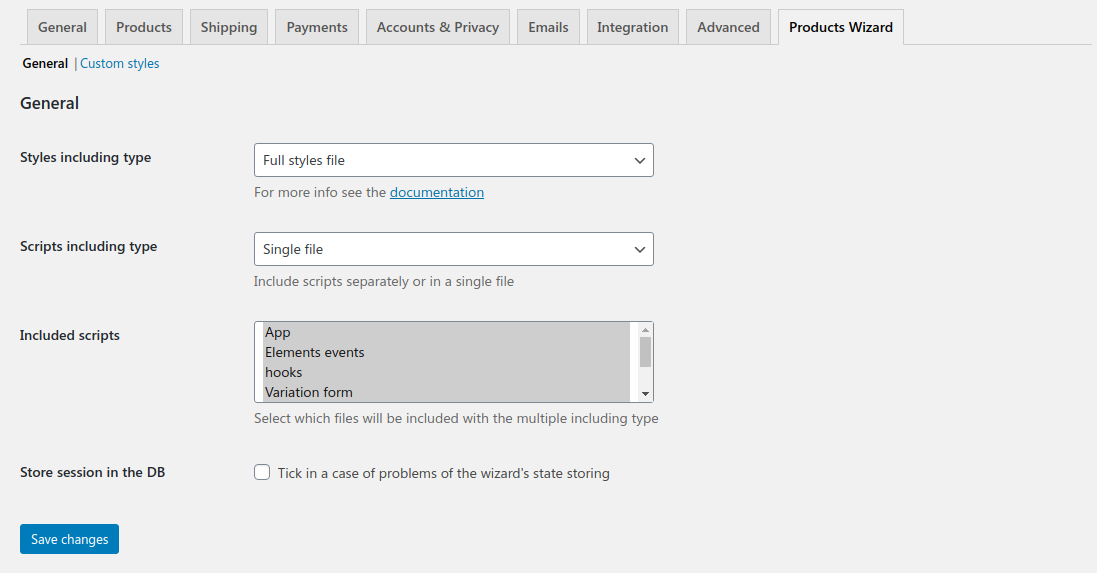 General Products Shipping Payments Accounts & Privacy Emails Integration Advanced Products Wizard
General | Custom styles
General
Styles including type Full styles file
For more info see the documentation
Scripts including type Single file
Include scripts separately or in a single file
Included scripts App
Elements events
hooks
Variation form
Select which files will be included with the multiple including type
Store session in the DB Tick in a case of problems of the wizard's state storing
Save changes